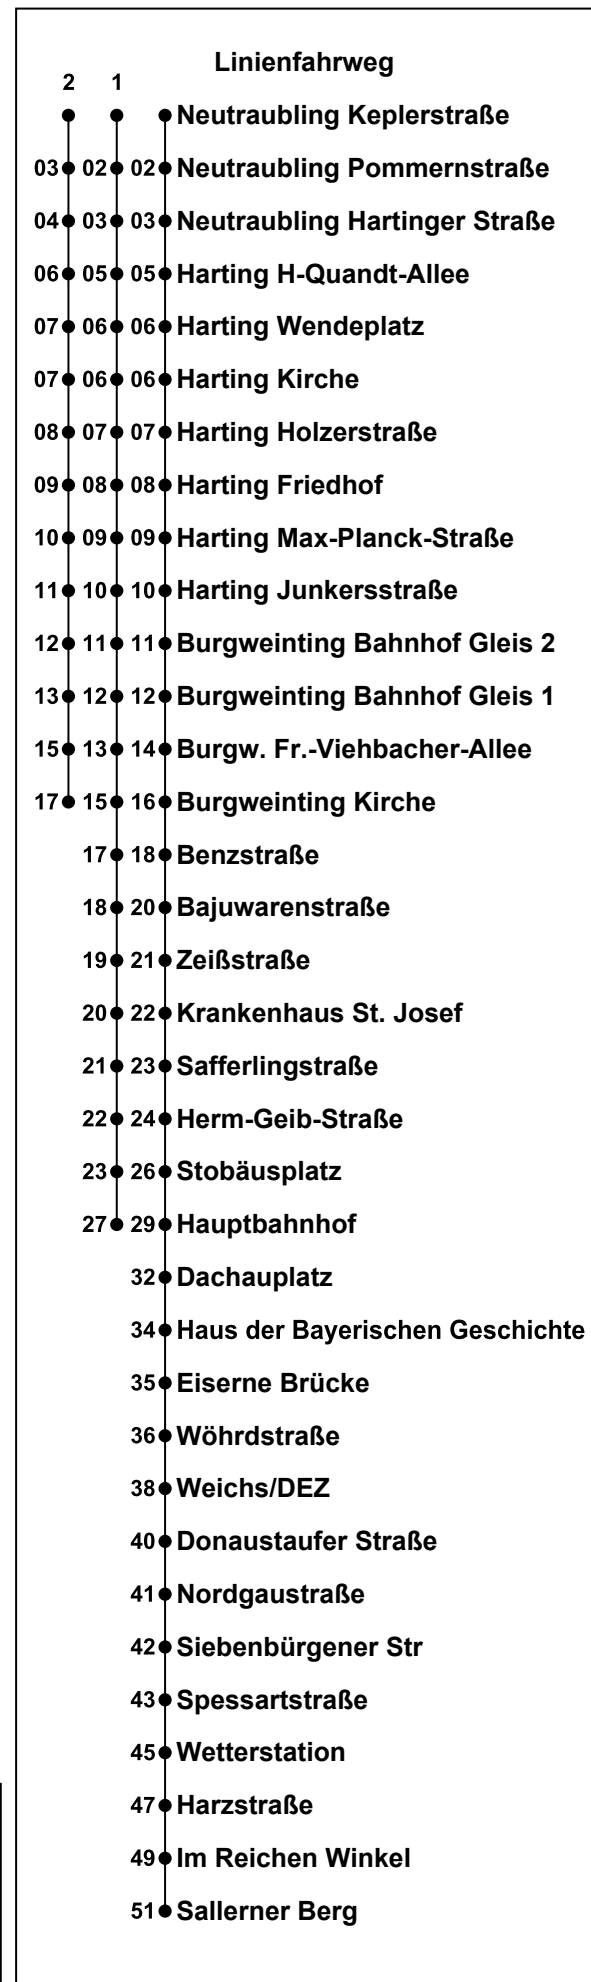 Linienfahrweg
2 1
Neutraubling Keplerstraße
03 02 02 Neutraubling Pommernstraße
04 03 03 Neutraubling Hartinger Straße
06 05 05 Harting H-Quandt-Allee
07 06 06 Harting Wendeplatz
07 06 06 Harting Kirche
08 07 07 Harting Holzerstraße
09 08 08 Harting Friedhof
10 09 09 Harting Max-Planck-Straße
11 10 10 Harting Junkersstraße
12 11 11 Burgweinting Bahnhof Gleis 2
13 12 12 Burgweinting Bahnhof Gleis 1
15 13 14 Burgw. Fr.-Viehbacher-Allee
17 15 16 Burgweinting Kirche
17 18 Benzstraße
18 20 Bajuwarenstraße
19 21 Zeißstraße
20 22 Krankenhaus St. Josef
21 23 Safferlingstraße
22 24 Herm-Geib-Straße
23 26 Stobäusplatz
27 29 Hauptbahnhof
32 Dachauplatz
34 Haus der Bayerischen Geschichte
35 Eiserne Brücke
36 Wöhrdstraße
38 Weichs/DEZ
40 Donaustaufer Straße
41 Nordgaustraße
42 Siebenbürgener Str
43 Spessartstraße
45 Wetterstation
47 Harzstraße
49 Im Reichen Winkel
51 Sallerner Berg